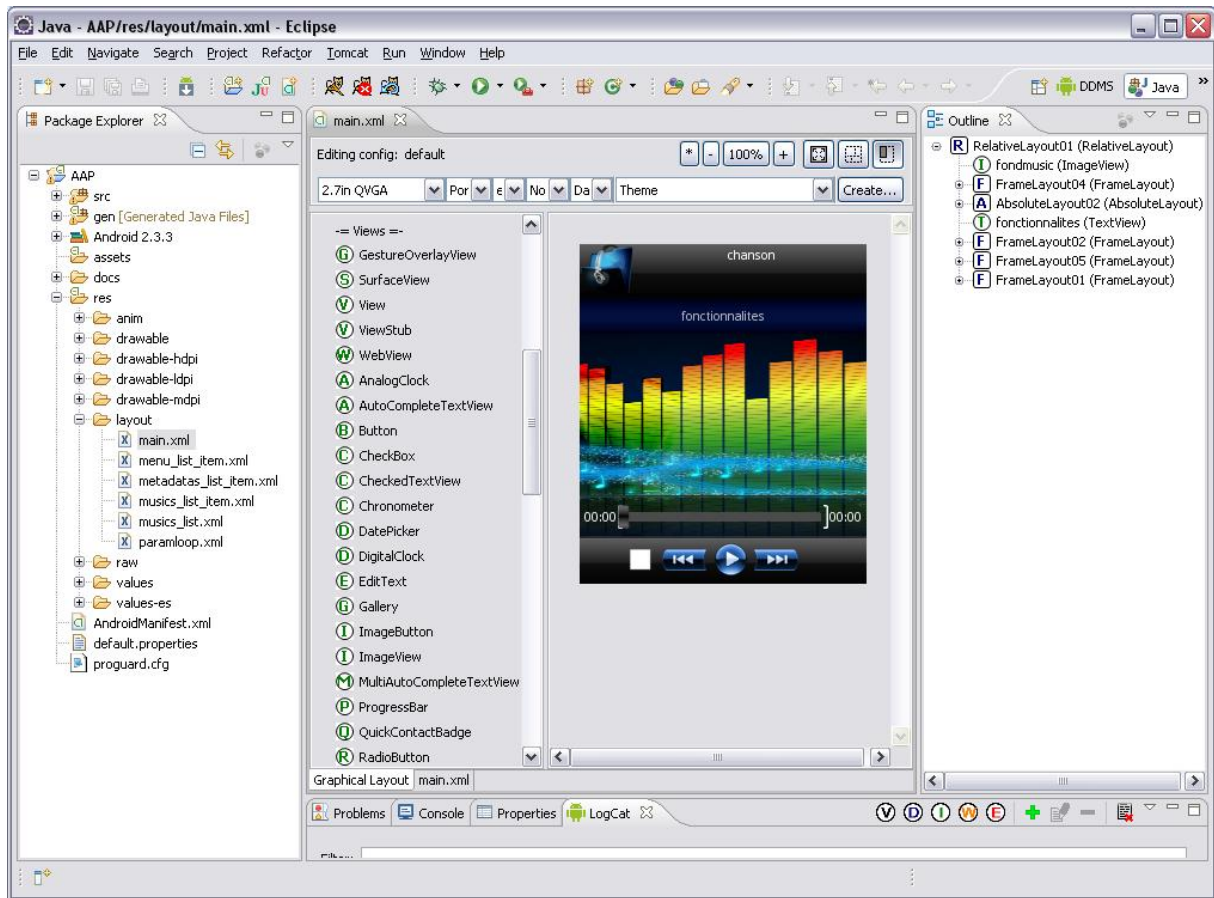 Java - AAP/res/layout/main.xml - Eclipse
File Edit Navigate Search Project Refactor Tomcat Run Window Help
DDMS Java »
Package Explorer
AAP
src
gen [Generated Java Files]
Android 2.3.3
assets
docs
res
anim
drawable
drawable-hdpi
drawable-ldpi
drawable-mdpi
layout
main.xml
menu_list_item.xml
metadatas_list_item.xml
musics_list_item.xml
musics_list.xml
paramloop.xml
raw
values
values-es
AndroidManifest.xml
default.properties
proguard.cfg
main.xml
Editing config: default
* - 100% +
2.7in QVGA Por e No Da Theme Create...
-= Views =-
G GestureOverlayView
S SurfaceView
V View
V ViewStub
W WebView
A AnalogClock
A AutoCompleteTextView
B Button
C CheckBox
C CheckedTextView
C Chronometer
D DatePicker
D DigitalClock
E EditText
G Gallery
I ImageButton
I ImageView
M MultiAutoCompleteTextView
P ProgressBar
Q QuickContactBadge
R RadioButton
chanson
fonctionnalites
00:00 00:00
Graphical Layout main.xml
Outline
R RelativeLayout01 (RelativeLayout)
I fondmusic (ImageView)
F FrameLayout04 (FrameLayout)
A AbsoluteLayout02 (AbsoluteLayout)
T fonctionnalites (TextView)
F FrameLayout02 (FrameLayout)
F FrameLayout05 (FrameLayout)
F FrameLayout01 (FrameLayout)
Problems Console Properties LogCat
V D I W E